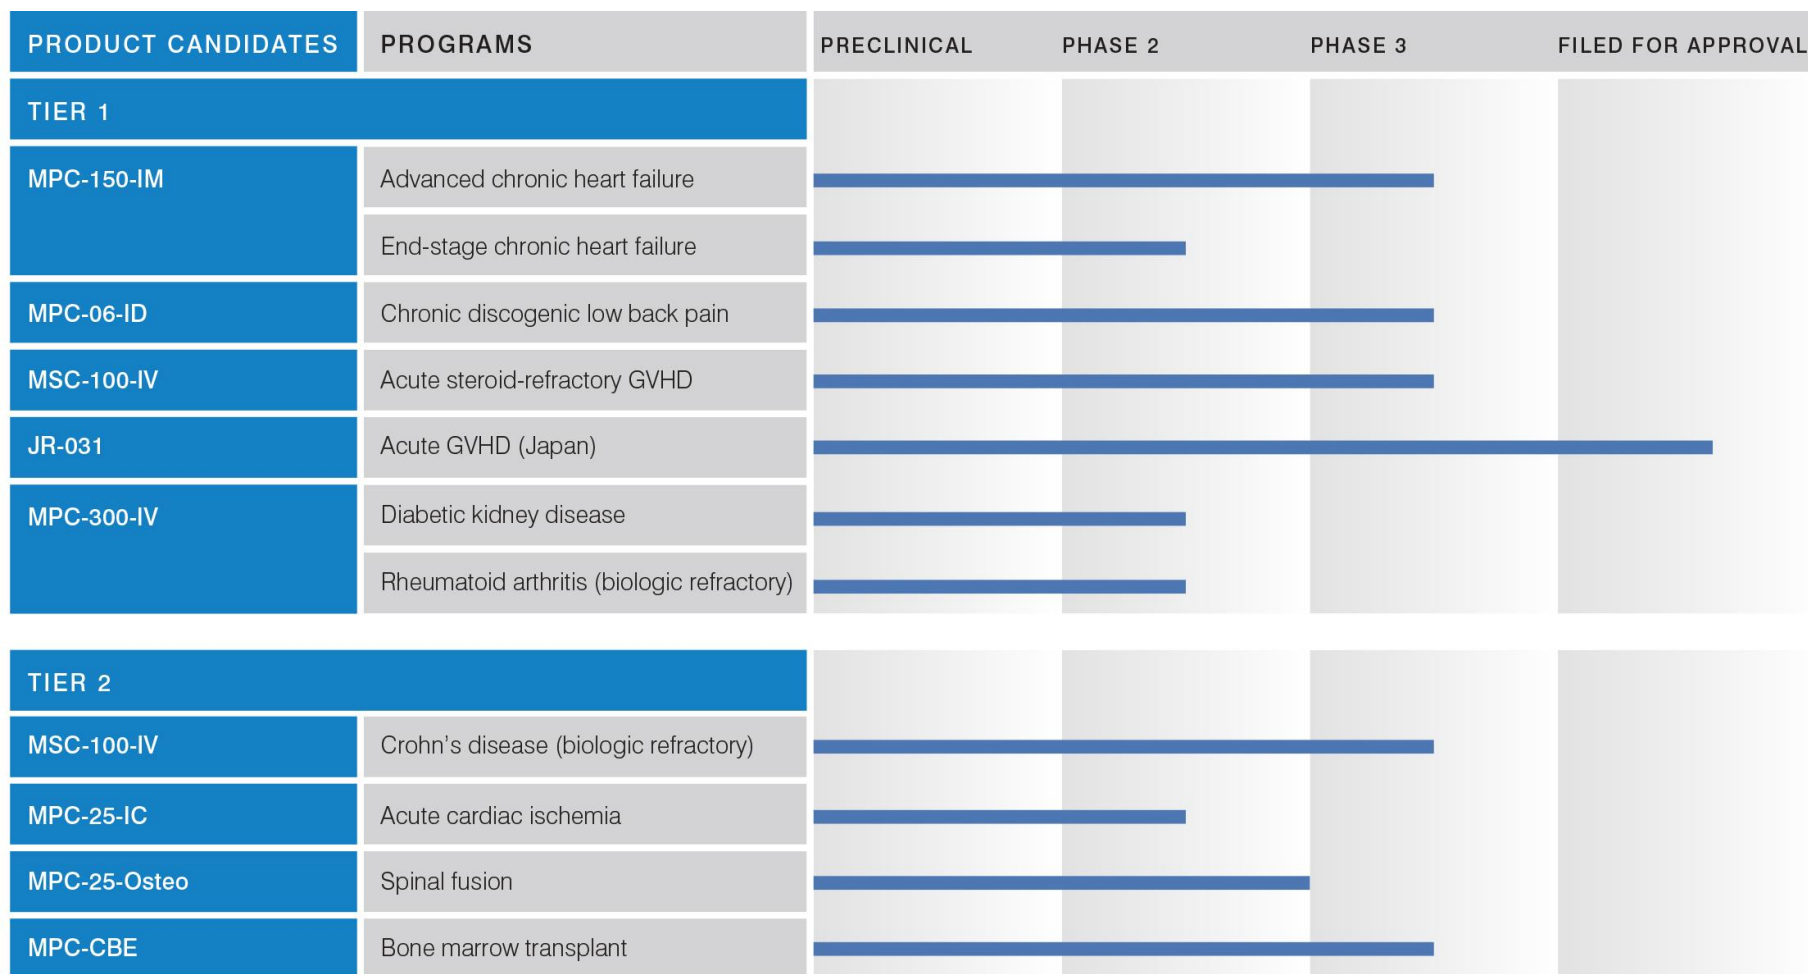 PRODUCT CANDIDATES PROGRAMS PRECLINICAL PHASE 2 PHASE 3 FILED FOR APPROVAL
TIER 1
MPC-150-IM Advanced chronic heart failure
End-stage chronic heart failure
MPC-06-ID Chronic discogenic low back pain
MSC-100-IV Acute steroid-refractory GVHD
JR-031 Acute GVHD (Japan)
MPC-300-IV Diabetic kidney disease
Rheumatoid arthritis (biologic refractory)
TIER 2
MSC-100-IV Crohn's disease (biologic refractory)
MPC-25-IC Acute cardiac ischemia
MPC-25-Osteo Spinal fusion
MPC-CBE Bone marrow transplant